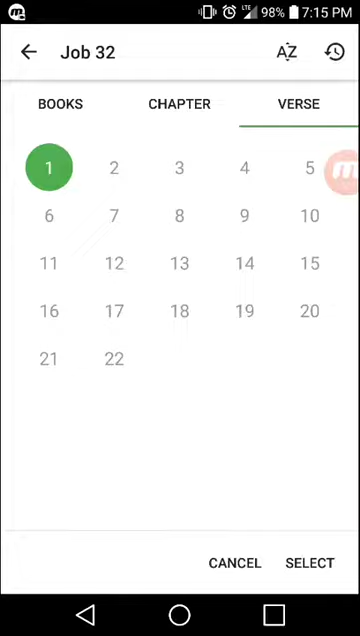 LTE 98% 7:15 PM
Job 32 AZ
BOOKS CHAPTER VERSE
1 2 3 4 5
6 7 8 9 10
11 12 13 14 15
16 17 18 19 20
21 22
CANCEL SELECT